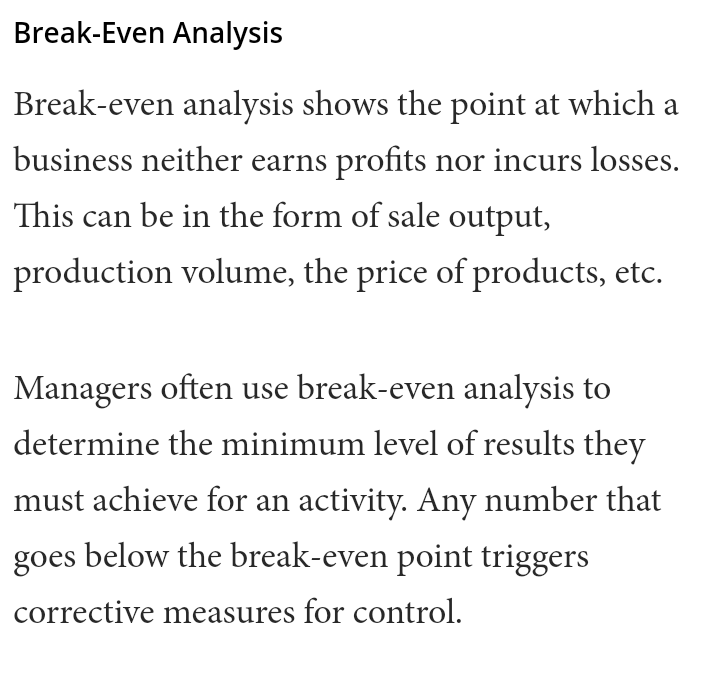 Break-Even Analysis
Break-even analysis shows the point at which a
business neither earns profits nor incurs losses.
This can be in the form of sale output,
production volume, the price of products, etc.
Managers often use break-even analysis to
determine the minimum level of results they
must achieve for an activity. Any number that
goes below the break-even point triggers
corrective measures for control.